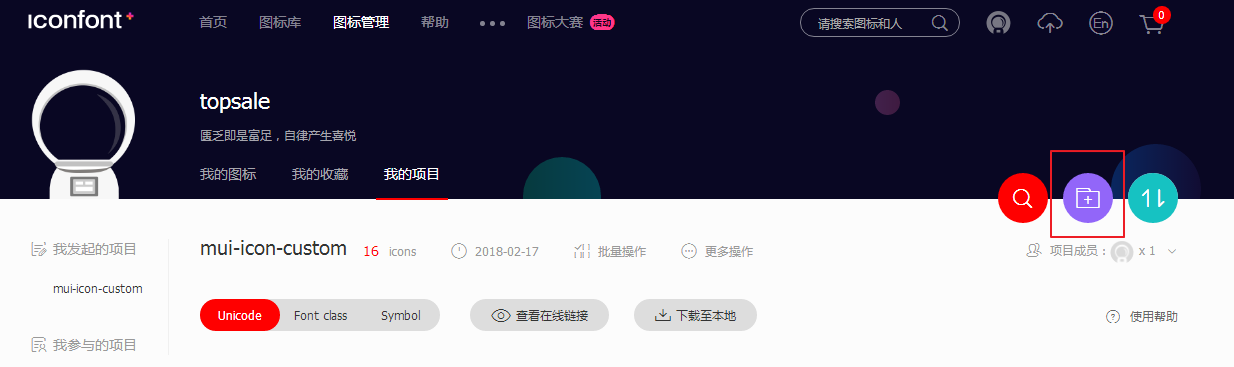 iconfont+ 首页 图标库 图标管理 帮助 图标大赛 活动 请搜索图标和人 En 0
topsale
匮乏即是富足，自律产生喜悦
我的图标 我的收藏 我的项目
我发起的项目 mui-icon-custom 16 icons 2018-02-17 批量操作 更多操作 项目成员： x 1
mui-icon-custom
Unicode Font class Symbol 查看在线链接 下载至本地 使用帮助
我参与的项目